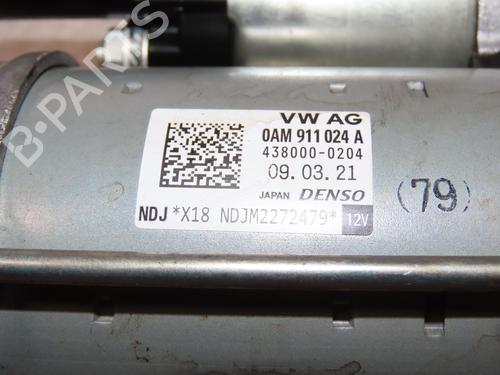 VW AG
0AM 911 024 A
438000-0204
09.03.21
JAPAN DENSO
NDJ *X18 NDJM2272479* 12V
(79)
B-PARTS